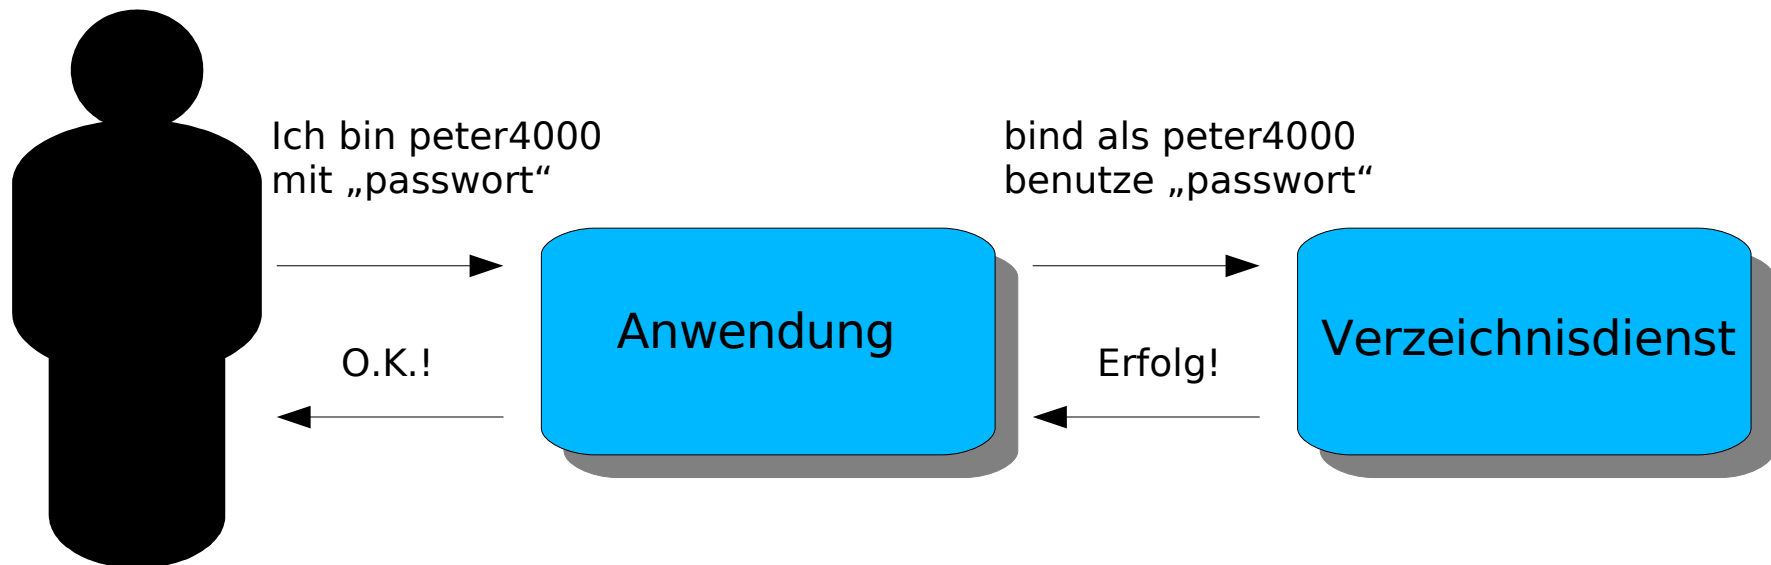 Ich bin peter4000
mit „passwort“
bind als peter4000
benutze „passwort“
Anwendung
Verzeichnisdienst
O.K.!
Erfolg!